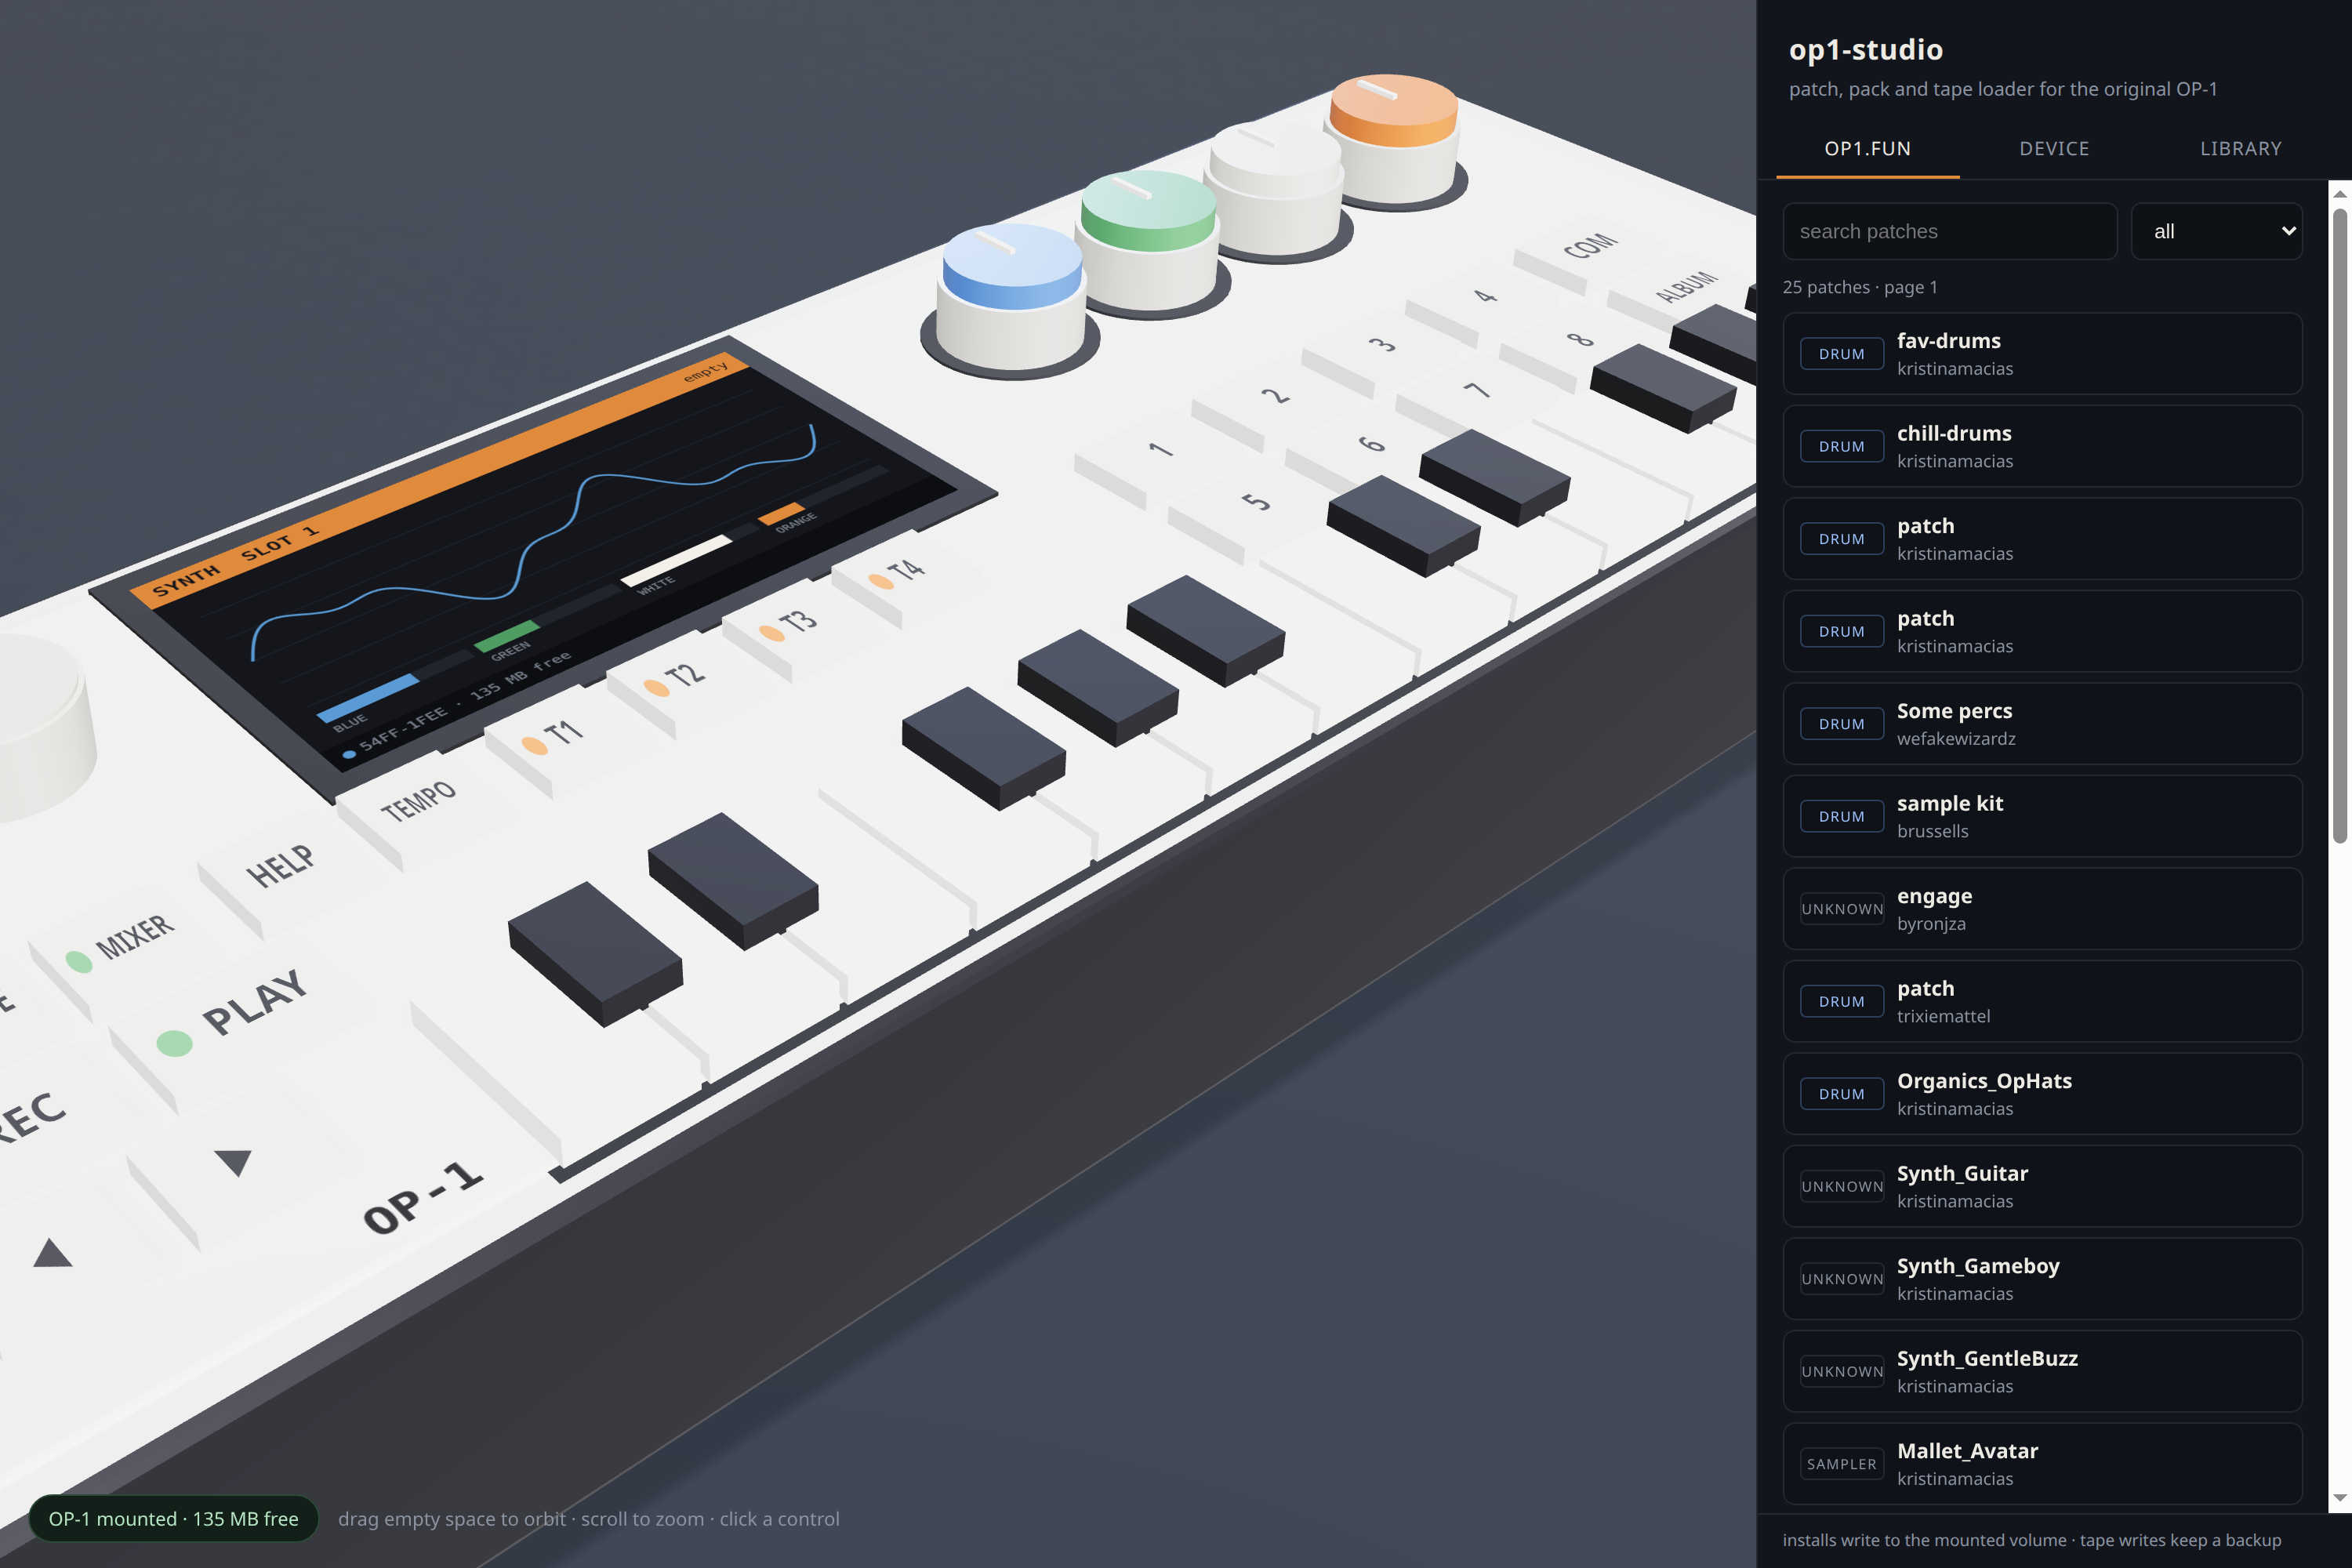 op1-studio
patch, pack and tape loader for the original OP-1
OP1.FUN
DEVICE
LIBRARY
search patches
all
25 patches · page 1
DRUM
fav-drums
kristinamacias
DRUM
chill-drums
kristinamacias
DRUM
patch
kristinamacias
DRUM
patch
kristinamacias
DRUM
Some percs
wefakewizardz
DRUM
sample kit
brussells
UNKNOWN
engage
byronjza
DRUM
patch
trixiemattel
DRUM
Organics_OpHats
kristinamacias
UNKNOWN
Synth_Guitar
kristinamacias
UNKNOWN
Synth_Gameboy
kristinamacias
UNKNOWN
Synth_GentleBuzz
kristinamacias
SAMPLER
Mallet_Avatar
kristinamacias
installs write to the mounted volume · tape writes keep a backup
SYNTH SLOT 1
empty
BLUE
GREEN
WHITE
ORANGE
54FF-1FEE · 135 MB free
COM
ALBUM
1
2
3
4
5
6
7
8
T1
T2
T3
T4
TEMPO
HELP
MIXER
PLAY
REC
OP-1
OP-1 mounted · 135 MB free
drag empty space to orbit · scroll to zoom · click a control